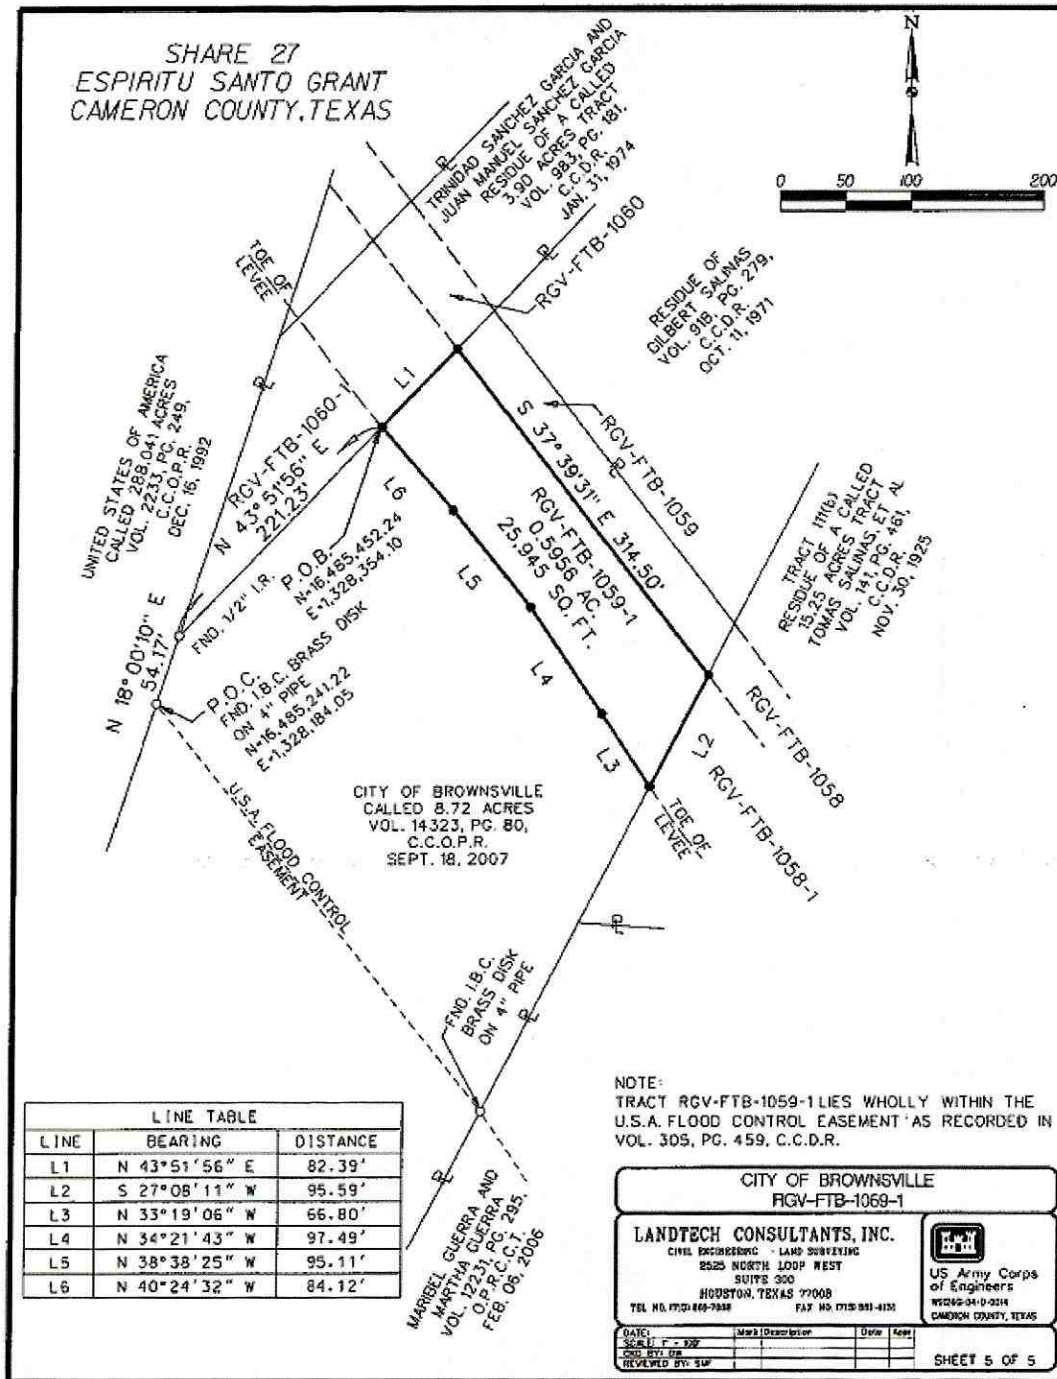 SHARE 27
ESPIRITU SANTO GRANT
CAMERON COUNTY, TEXAS
N
0 50 100 200
TRINIDAD SANCHEZ GARCIA AND
JUAN MANUEL SANCHEZ GARCIA
RESIDUE OF A CALLED
3.90 ACRES TRACT
VOL. 983, PG. 181,
C.C.D.R.
JAN. 31, 1974
RGV-FTB-1060
TOE OF
LEVEE
RESIDUE OF
GILBERT SALINAS
VOL. 918, PG. 279,
C.C.D.R.
OCT. 11, 1971
UNITED STATES OF AMERICA
CALLED 288.041 ACRES
VOL. 2233, PG. 249,
C.C.O.P.R.
DEC. 16, 1992
RGV-FTB-1060-1
N 43°51'56" E
221.23'
L1
S 37°39'31" E 314.50'
RGV-FTB-1059
RGV-FTB-1059-1
0.5956 AC.
25,945 SQ. FT.
L6
L5
L4
L3
L2
TRACT 111(b)
RESIDUE OF A CALLED
15.25 ACRES TRACT
TOMAS SALINAS, ET AL
VOL. 141, PG. 461,
C.C.D.R.
NOV. 30, 1925
P.O.B.
N=16,485,452.24
E=1,328,354.10
FND. 1/2" I.R.
N 18°00'10" E
54.17'
P.O.C.
FND. I.B.C. BRASS DISK
ON 4" PIPE
N=16,485,241.22
E=1,328,184.05
RGV-FTB-1058
RGV-FTB-1058-1
TOE OF
LEVEE
U.S.A. FLOOD CONTROL
EASEMENT
CITY OF BROWNSVILLE
CALLED 8.72 ACRES
VOL. 14323, PG. 80,
C.C.O.P.R.
SEPT. 18, 2007
FND. I.B.C.
BRASS DISK
ON 4" PIPE
MARIBEL GUERRA AND
MARTHA GUERRA
VOL. 12231, PG. 295,
O.P.R.C.C.T.
FEB. 06, 2006
LINE TABLE
LINE BEARING DISTANCE
L1 N 43°51'56" E 82.39'
L2 S 27°08'11" W 95.59'
L3 N 33°19'06" W 66.80'
L4 N 34°21'43" W 97.49'
L5 N 38°38'25" W 95.11'
L6 N 40°24'32" W 84.12'
NOTE:
TRACT RGV-FTB-1059-1 LIES WHOLLY WITHIN THE
U.S.A. FLOOD CONTROL EASEMENT AS RECORDED IN
VOL. 305, PG. 459, C.C.D.R.
CITY OF BROWNSVILLE
RGV-FTB-1059-1
LANDTECH CONSULTANTS, INC.
CIVIL ENGINEERING - LAND SURVEYING
2525 NORTH LOOP WEST
SUITE 300
HOUSTON, TEXAS 77008
TEL NO. FAX NO.
US Army Corps
of Engineers
CAMERON COUNTY, TEXAS
DATE: Mark Description Date Appr
SCALE: 1" = 100'
REVIEWED BY:
SHEET 5 OF 5